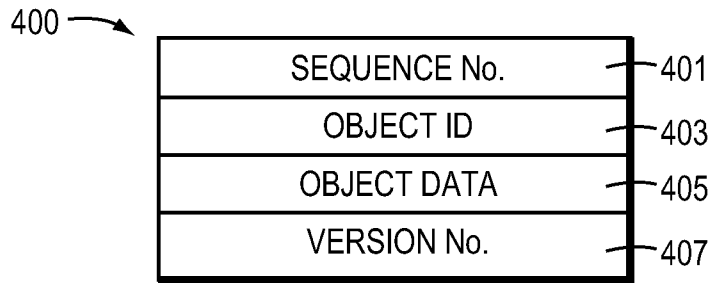 400
SEQUENCE No. 401
OBJECT ID 403
OBJECT DATA 405
VERSION No. 407